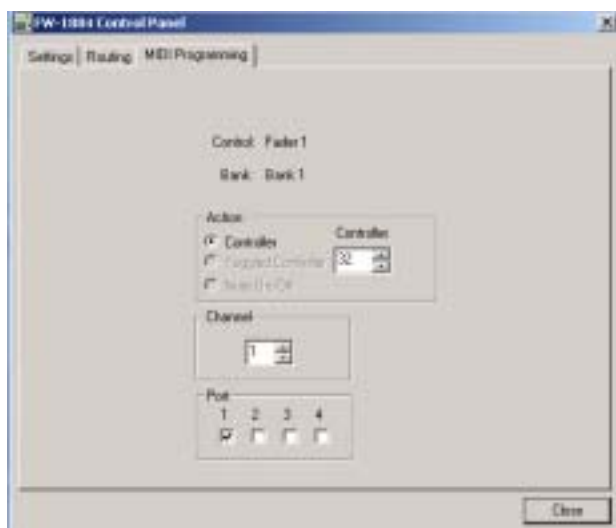 FW-1884 Control Panel
Settings Routing MIDI Programming
Control: Fader 1
Bank: Bank 1
Action
Controller
Controller
32
Channel
1
Port
1 2 3 4
Close